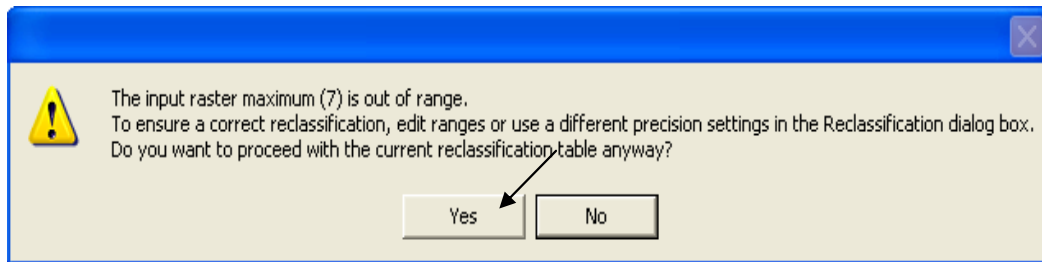 The input raster maximum (7) is out of range.
To ensure a correct reclassification, edit ranges or use a different precision settings in the Reclassification dialog box.
Do you want to proceed with the current reclassification table anyway?
Yes
No